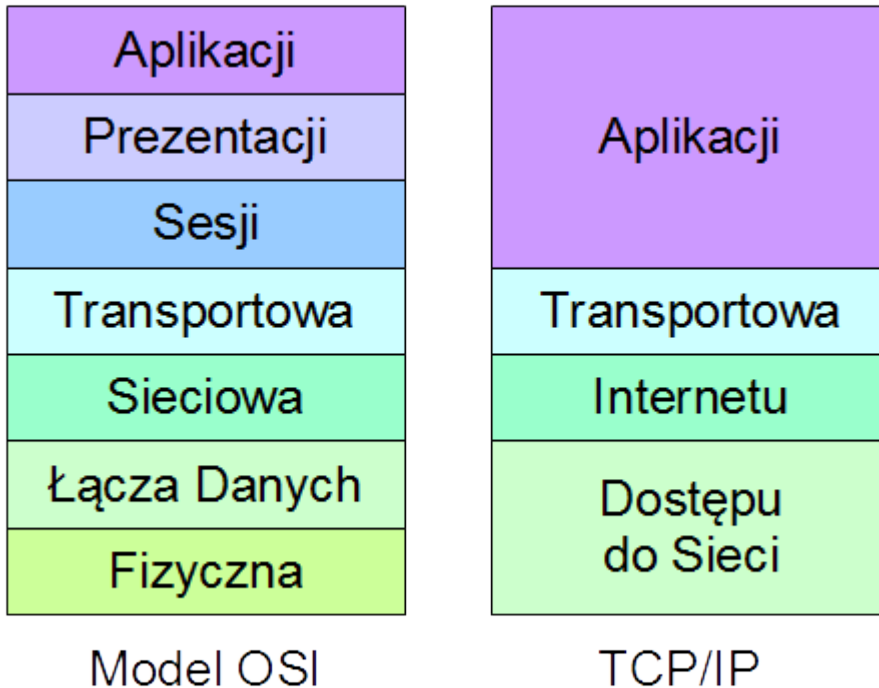 Aplikacji
Prezentacji
Sesji
Transportowa
Sieciowa
Łącza Danych
Fizyczna
Model OSI
Aplikacji
Transportowa
Internetu
Dostępu
do Sieci
TCP/IP